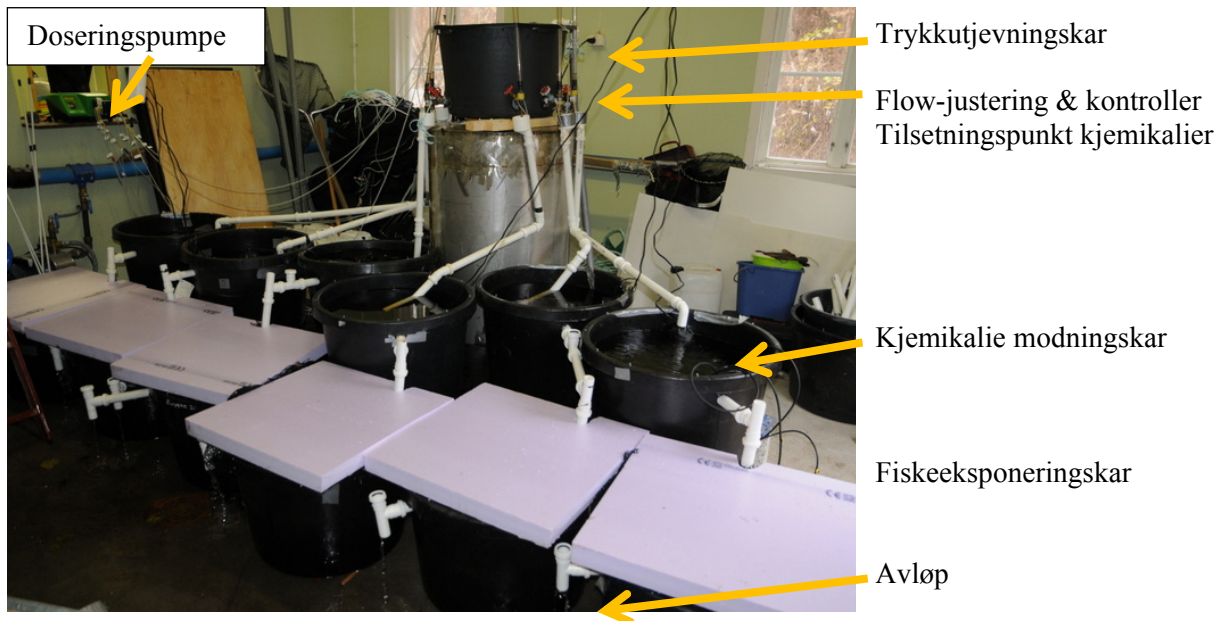 Doseringspumpe
Trykkutjevningskar
Flow-justering & kontroller
Tilsetningspunkt kjemikalier
Kjemikalie modningskar
Fiskeeksponeringskar
Avløp